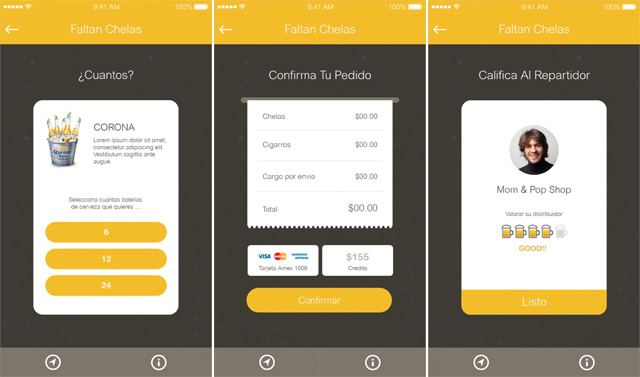 9:41 AM
100%
Faltan Chelas
¿Cuantos?
CORONA
Lorem ipsum dolor sit amet,
consectetur adipiscing elit.
Vestibulum sagittis ante
augue.
Selecciona cuantas botellas
de cerveza que quieres ....
6
12
24
9:41 AM
100%
Faltan Chelas
Confirma Tu Pedido
Chelas $00.00
Cigarros $00.00
Cargo por envio $00.00
Total $00.00
VISA MasterCard AMERICAN EXPRESS
Tarjeta Amex 1008
$155
Credito
Confirmar
9:41 AM
100%
Faltan Chelas
Califica Al Repartidor
Mom & Pop Shop
Valorar su distribuidor
GOOD!!
Listo